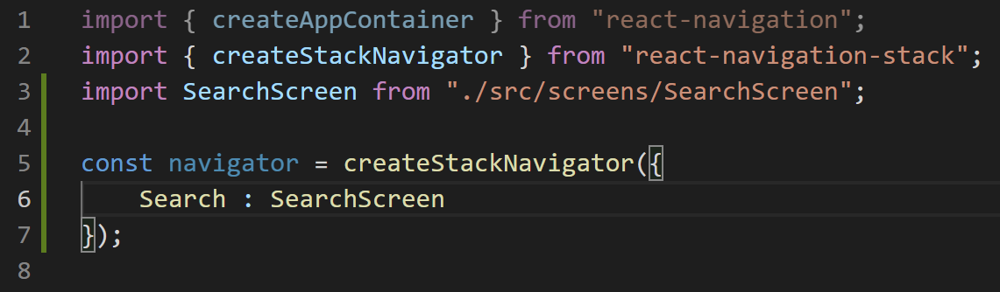 1 import { createAppContainer } from "react-navigation";
2 import { createStackNavigator } from "react-navigation-stack";
3 import SearchScreen from "./src/screens/SearchScreen";
4
5 const navigator = createStackNavigator({
6     Search : SearchScreen
7 });
8